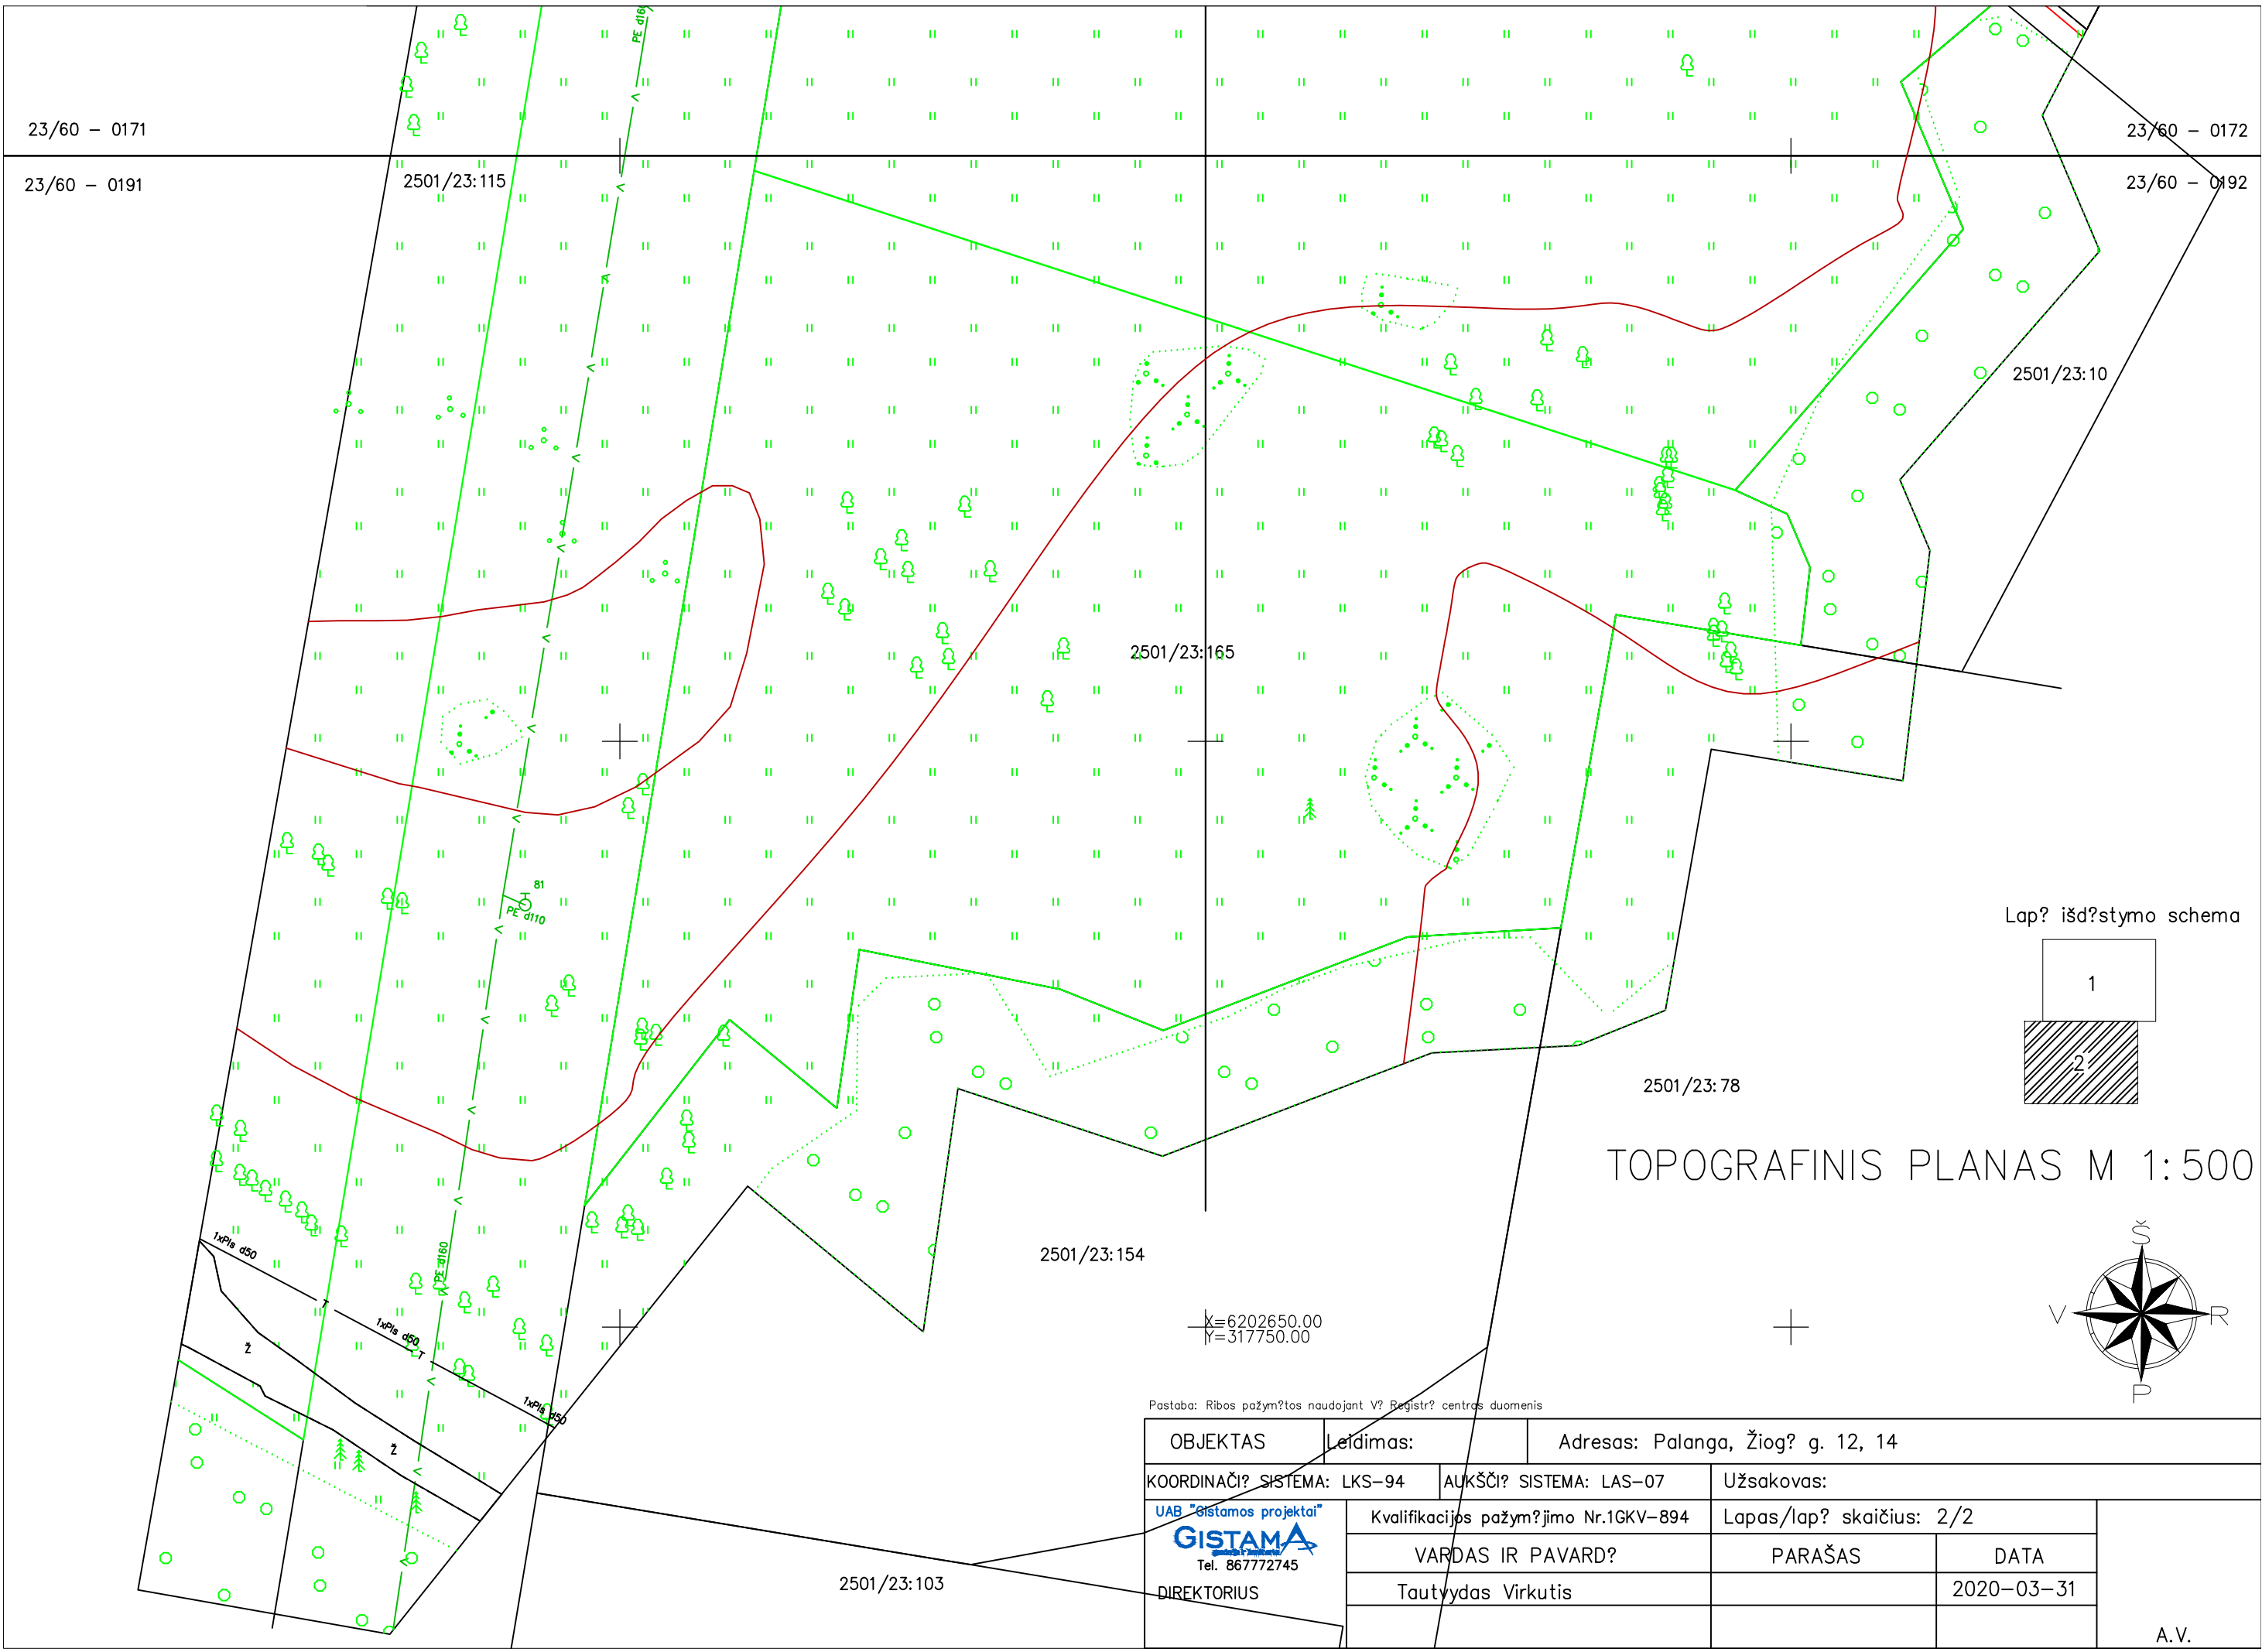 PE d160
23/60 - 0171
23/60 - 0172
23/60 - 0191
2501/23:115
23/60 - 0192
2501/23:10
2501/23:165
81
PE d110
Lap? išd?stymo schema
1
2
2501/23:78
TOPOGRAFINIS PLANAS M 1:500
Š
V
R
P
1xPls d50
PE d160
2501/23:154
T
1xPls d50
T
X=6202650.00
Y=317750.00
Ž
1xPls d50
Ž
Pastaba: Ribos pažym?tos naudojant V? Registr? centras duomenis
OBJEKTAS Leidimas: Adresas: Palanga, Žiog? g. 12, 14
KOORDINAČI? SISTEMA: LKS-94 AUKŠČI? SISTEMA: LAS-07 Užsakovas:
UAB "Gistamos projektai" Kvalifikacijos pažym?jimo Nr.1GKV-894 Lapas/lap? skaičius: 2/2
GISTAMA
Tel. 867772745 VARDAS IR PAVARD? PARAŠAS DATA
2501/23:103
DIREKTORIUS Tautvydas Virkutis 2020-03-31
A.V.